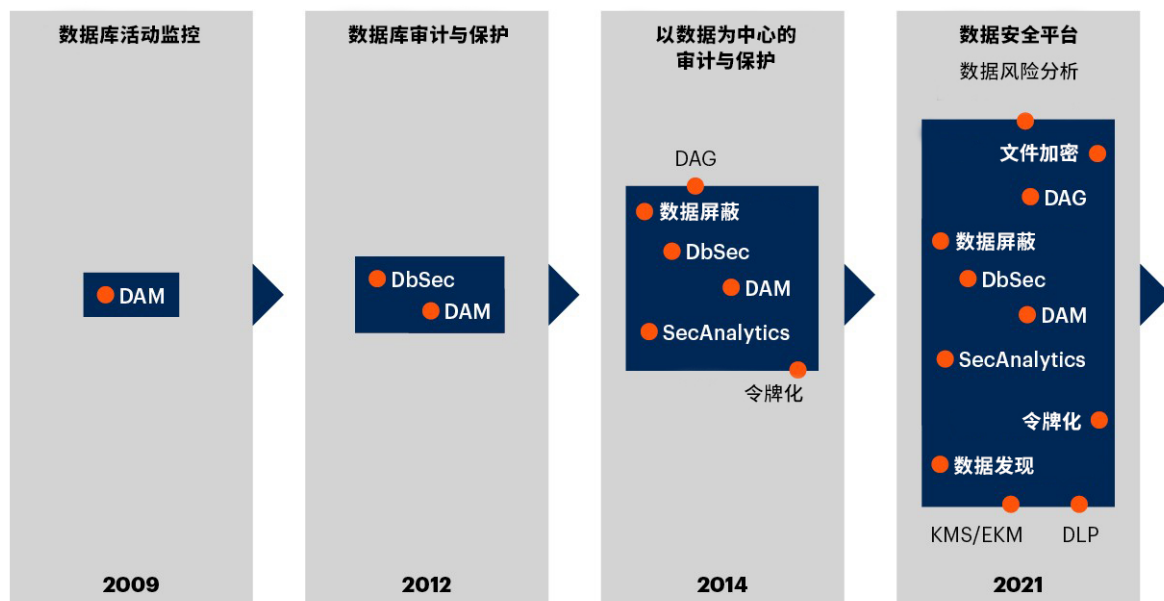 数据库活动监控
DAM
2009
数据库审计与保护
DbSec
DAM
2012
以数据为中心的
审计与保护
DAG
数据屏蔽
DbSec
DAM
SecAnalytics
令牌化
2014
数据安全平台
数据风险分析
文件加密
DAG
数据屏蔽
DbSec
DAM
SecAnalytics
令牌化
数据发现
KMS/EKM
DLP
2021